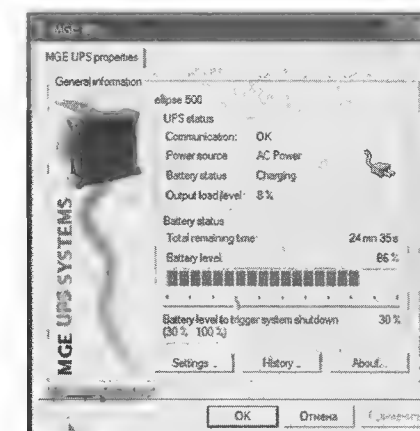 MGE
MGE UPS properties
General information
ellipse 500
UPS status
Communication: OK
Power source AC Power
Battery status Charging
Output load level: 8 %
Battery status
Total remaining time: 24 mn 35 s
Battery level: 86 %
Battery level to trigger system shutdown 30 %
(30 % 100 %)
MGE UPS SYSTEMS
Settings... History... About...
OK Отмена